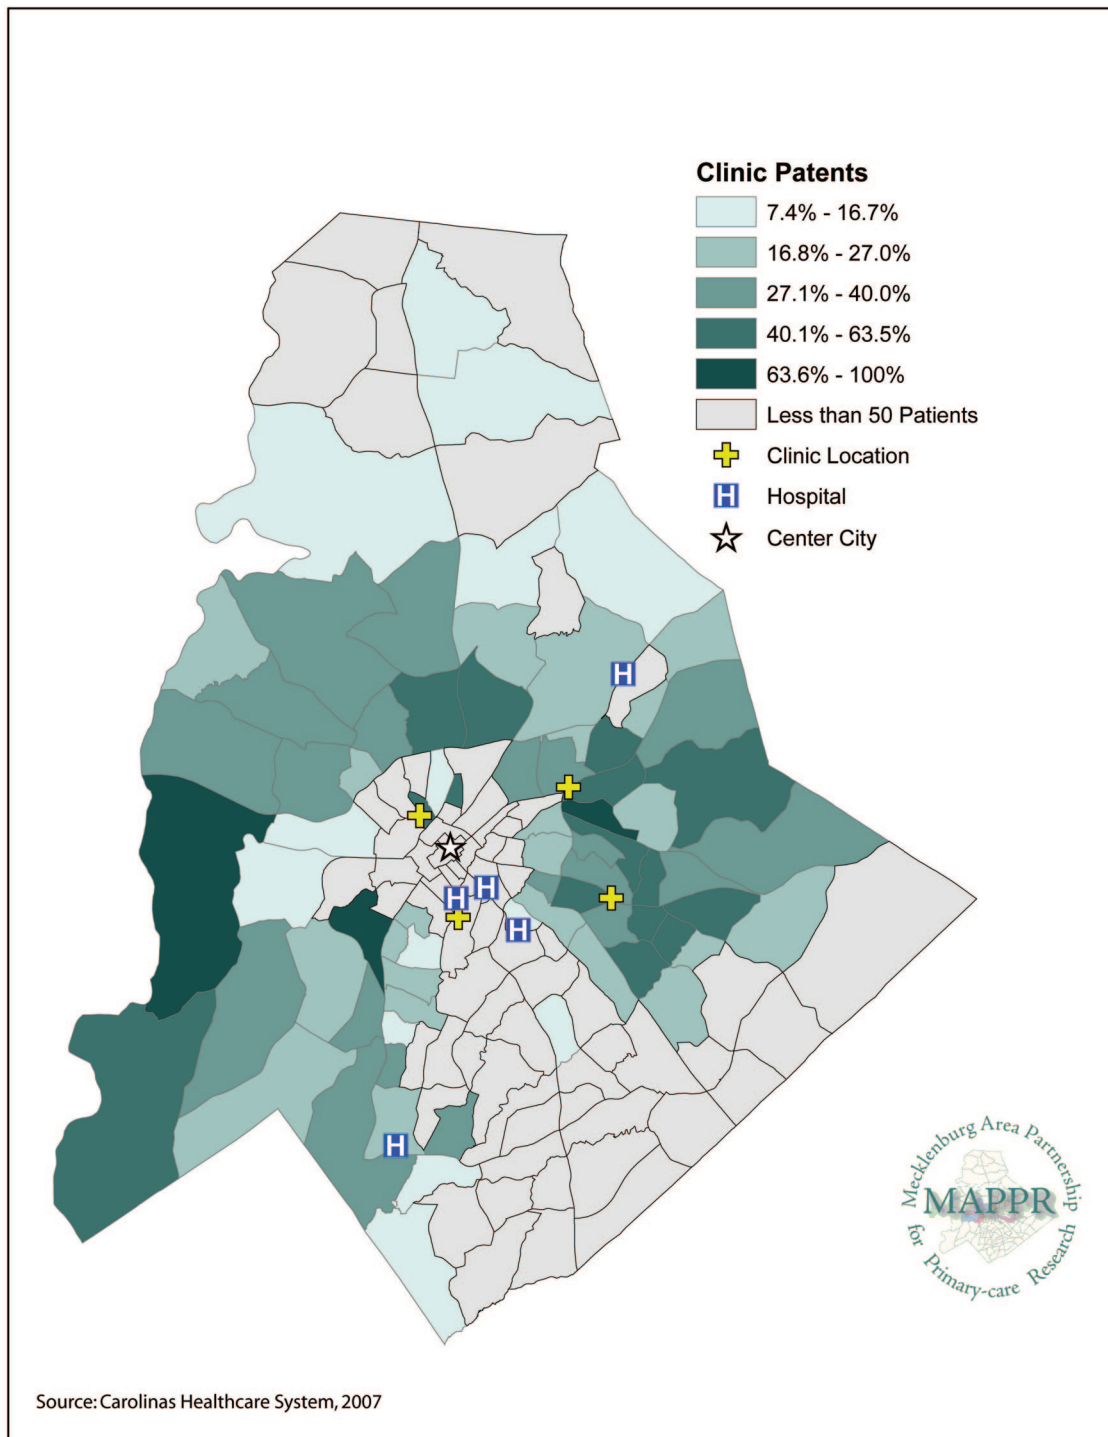 Clinic Patents
7.4% - 16.7%
16.8% - 27.0%
27.1% - 40.0%
40.1% - 63.5%
63.6% - 100%
Less than 50 Patients
Clinic Location
H Hospital
Center City
H
H
H
H
H
Mecklenburg Area Partnership
MAPPR
for Primary-care Research
Source: Carolinas Healthcare System, 2007